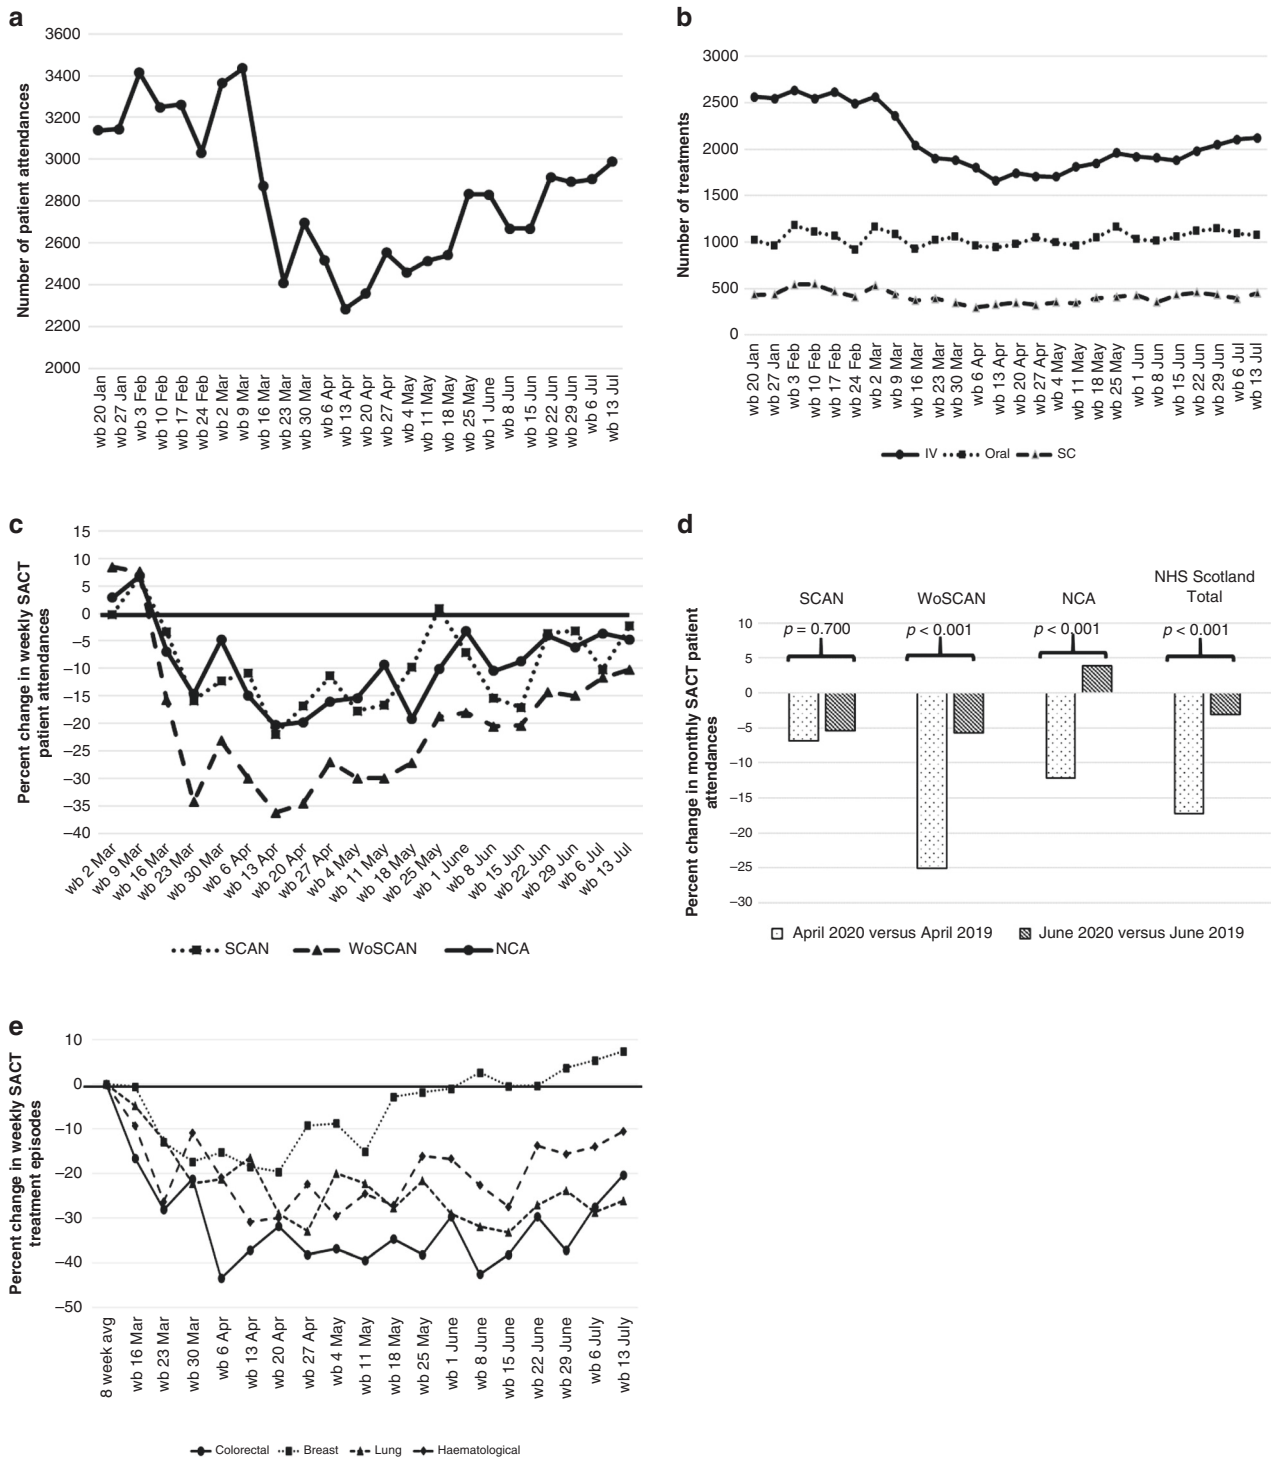 a
Number of patient attendances
3600
3400
3200
3000
2800
2600
2400
2200
2000
wb 20 Jan
wb 27 Jan
wb 3 Feb
wb 10 Feb
wb 17 Feb
wb 24 Feb
wb 2 Mar
wb 9 Mar
wb 16 Mar
wb 23 Mar
wb 30 Mar
wb 6 Apr
wb 13 Apr
wb 20 Apr
wb 27 Apr
wb 4 May
wb 11 May
wb 18 May
wb 25 May
wb 1 June
wb 8 Jun
wb 15 Jun
wb 22 Jun
wb 29 Jun
wb 6 Jul
wb 13 Jul
b
Number of treatments
3000
2500
2000
1500
1000
500
0
wb 20 Jan
wb 27 Jan
wb 3 Feb
wb 10 Feb
wb 17 Feb
wb 24 Feb
wb 2 Mar
wb 9 Mar
wb 16 Mar
wb 23 Mar
wb 30 Mar
wb 6 Apr
wb 13 Apr
wb 20 Apr
wb 27 Apr
wb 4 May
wb 11 May
wb 18 May
wb 25 May
wb 1 Jun
wb 8 Jun
wb 15 Jun
wb 22 Jun
wb 29 Jun
wb 6 Jul
wb 13 Jul
IV Oral SC
c
Percent change in weekly SACT
patient attendances
15
10
5
0
–5
–10
–15
–20
–25
–30
–35
–40
wb 2 Mar
wb 9 Mar
wb 16 Mar
wb 23 Mar
wb 30 Mar
wb 6 Apr
wb 13 Apr
wb 20 Apr
wb 27 Apr
wb 4 May
wb 11 May
wb 18 May
wb 25 May
wb 1 June
wb 8 Jun
wb 15 Jun
wb 22 Jun
wb 29 Jun
wb 6 Jul
wb 13 Jul
SCAN WoSCAN NCA
d
Percent change in monthly SACT patient
attendances
10
5
0
–5
–10
–15
–20
–25
–30
SCAN
WoSCAN
NCA
NHS Scotland
Total
p = 0.700
p < 0.001
p < 0.001
p < 0.001
April 2020 versus April 2019 June 2020 versus June 2019
e
Percent change in weekly SACT
treatment episodes
10
0
–10
–20
–30
–40
–50
8 week avg
wb 16 Mar
wb 23 Mar
wb 30 Mar
wb 6 Apr
wb 13 Apr
wb 20 Apr
wb 27 Apr
wb 4 May
wb 11 May
wb 18 May
wb 25 May
wb 1 June
wb 8 June
wb 15 June
wb 22 June
wb 29 June
wb 6 July
wb 13 July
Colorectal Breast Lung Haematological